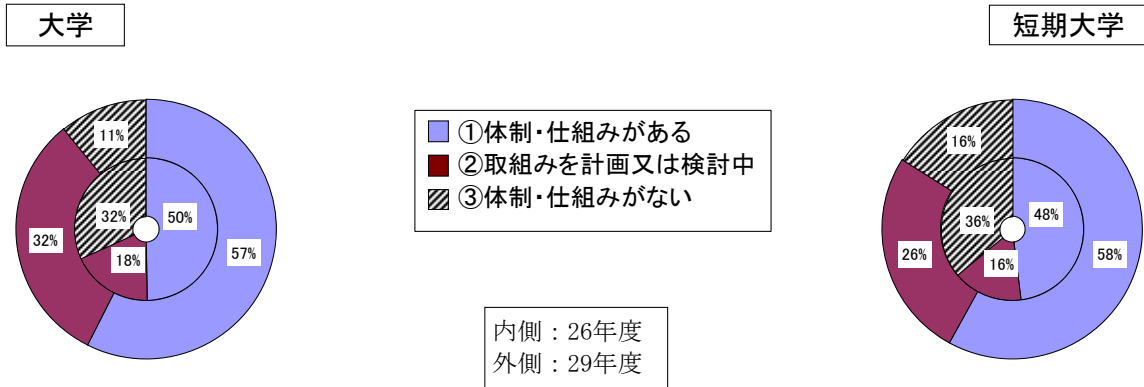 大学
短期大学
11%
32%
50%
32%
18%
57%
①体制・仕組みがある
②取組みを計画又は検討中
③体制・仕組みがない
16%
36%
48%
26%
16%
58%
内側：26年度
外側：29年度